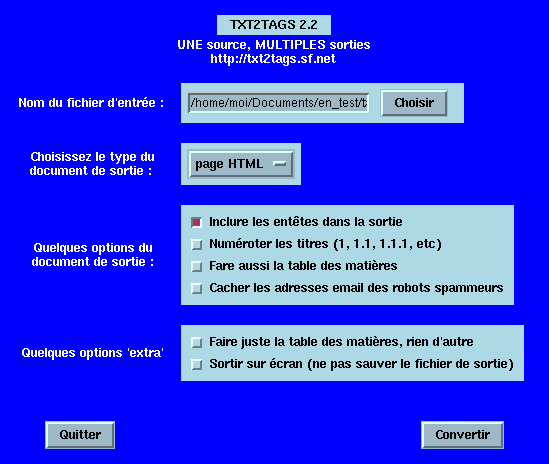 TXT2TAGS 2.2
UNE source, MULTIPLES sorties
http://txt2tags.sf.net
Nom du fichier d'entrée :
/home/moi/Documents/en_test/t
Choisir
Choisissez le type du
document de sortie :
page HTML
Quelques options du
document de sortie :
Inclure les entêtes dans la sortie
Numéroter les titres (1, 1.1, 1.1.1, etc)
Fare aussi la table des matières
Cacher les adresses email des robots spammeurs
Quelques options 'extra'
Faire juste la table des matières, rien d'autre
Sortir sur écran (ne pas sauver le fichier de sortie)
Quitter
Convertir